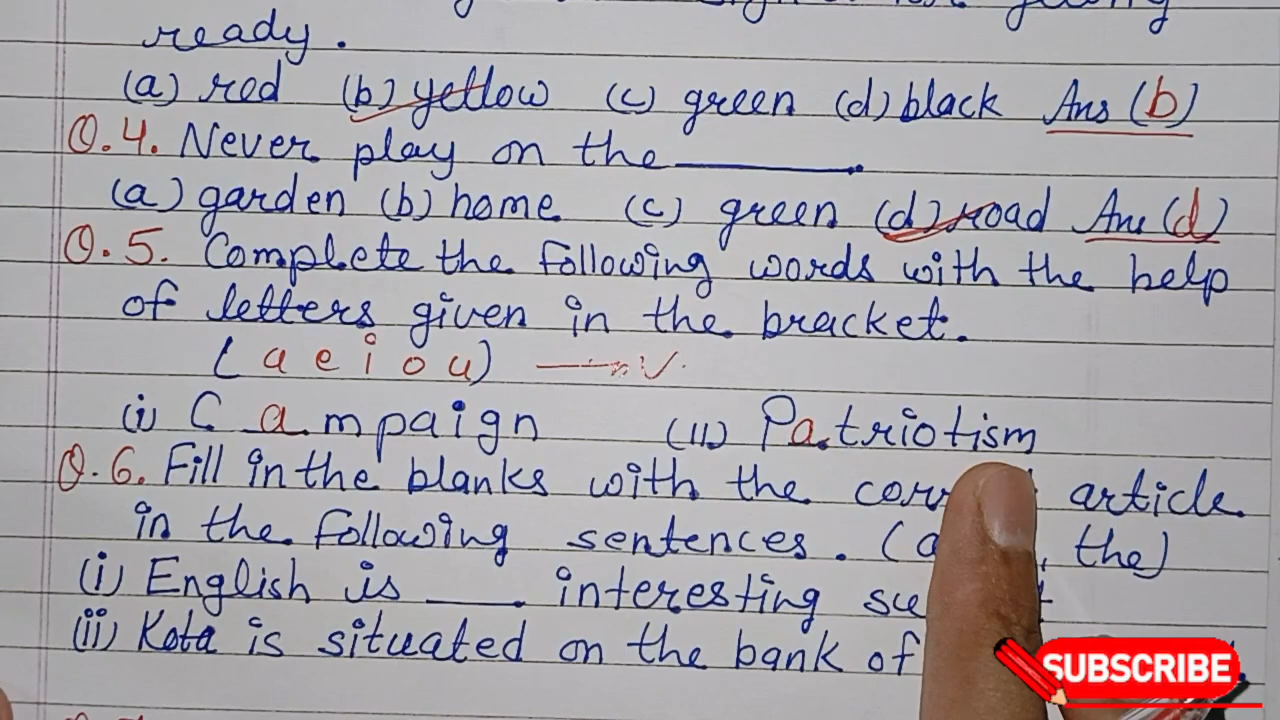 ready.
(a) red (b) yellow (c) green (d) black Ans (b)
Q.4. Never play on the ______.
(a) garden (b) home (c) green (d) road Ans (d)
Q.5. Complete the following words with the help
of letters given in the bracket.
(a e i o u)
(i) C a mpaign (ii) Patriotism
Q.6. Fill in the blanks with the article
in the following sentences. (a , the)
(i) English is ____ interesting
(ii) Kota is situated on the bank of
SUBSCRIBE